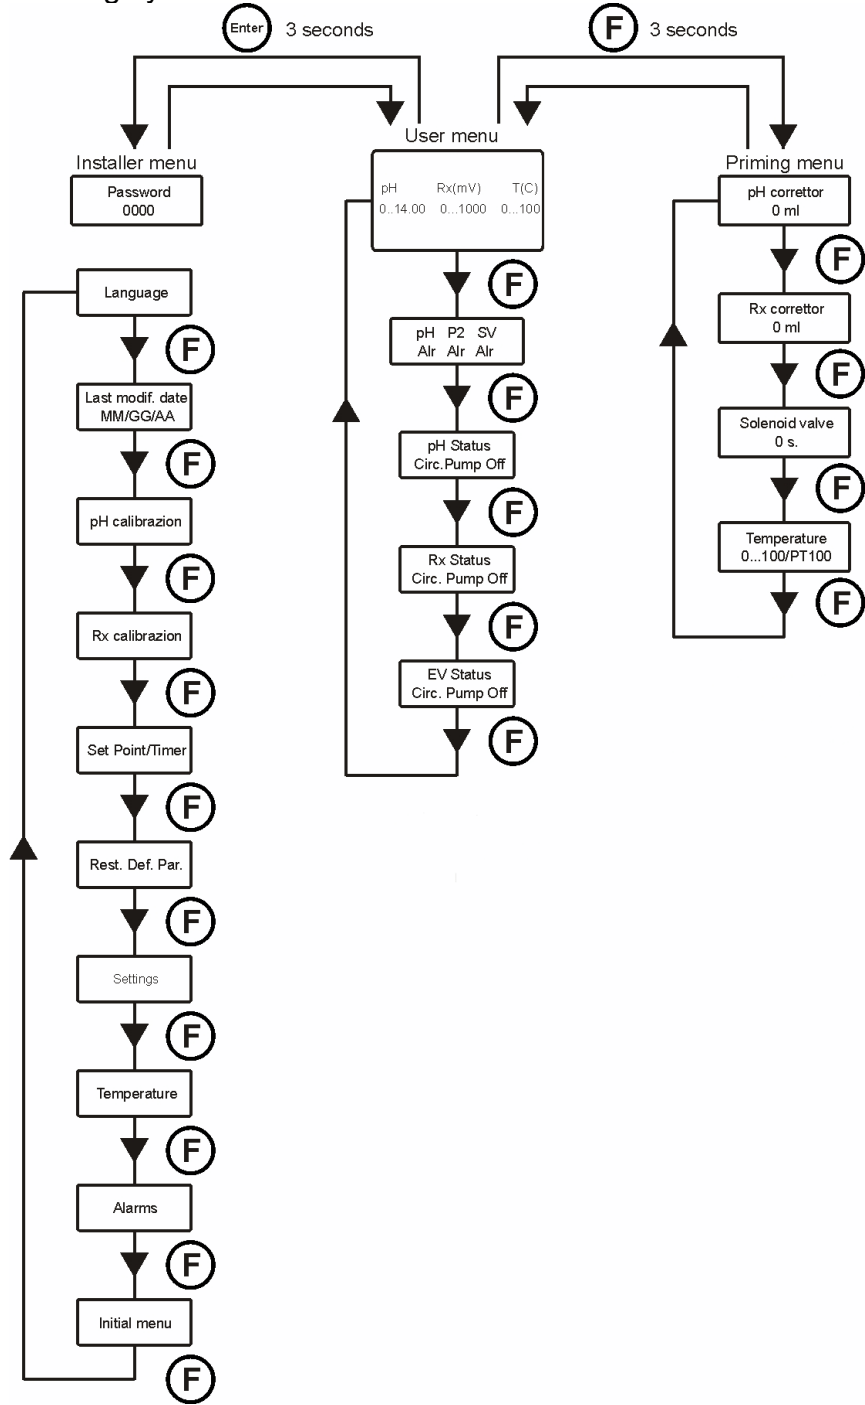 Enter 3 seconds
F 3 seconds
Installer menu
Password
0000
Language
F
Last modif. date
MM/GG/AA
F
pH calibrazion
F
Rx calibrazion
F
Set Point/Timer
F
Rest. Def. Par.
F
Settings
F
Temperature
F
Alarms
F
Initial menu
F
User menu
pH Rx(mV) T(C)
0..14.00 0...1000 0...100
F
pH P2 SV
Alr Alr Alr
F
pH Status
Circ.Pump Off
F
Rx Status
Circ. Pump Off
F
EV Status
Circ. Pump Off
F
Priming menu
pH correttor
0 ml
F
Rx correttor
0 ml
F
Solenoid valve
0 s.
F
Temperature
0...100/PT100
F